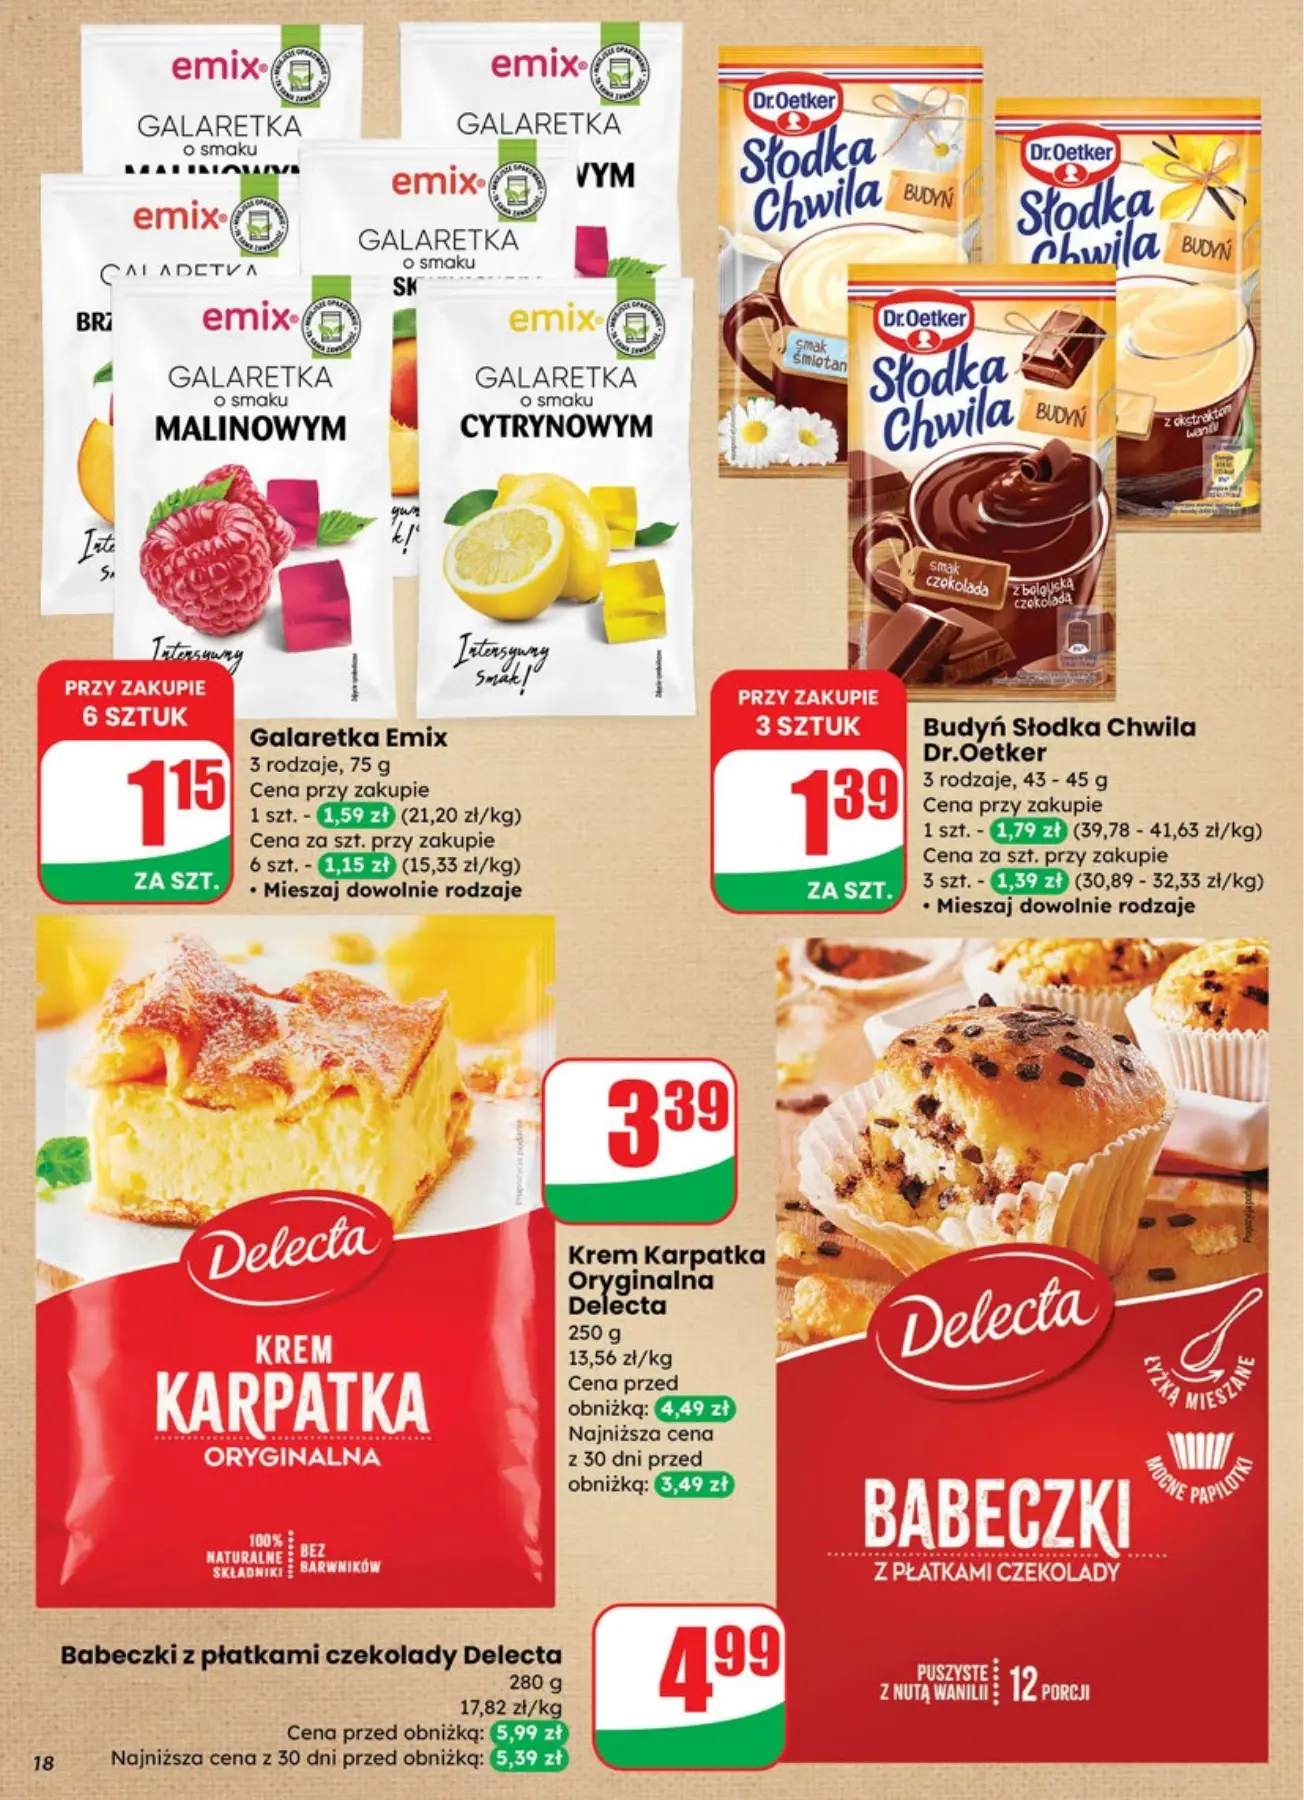 emix
GALARETKA
o smaku
MALINOWYM
emix
GALARETKA
WYM
emix
GALARETKA
BRZ
emix
GALARETKA
o smaku
SK
emix
GALARETKA
o smaku
MALINOWYM
Intensywny
emix
GALARETKA
o smaku
CYTRYNOWYM
Intensywny
smak!
Dr.Oetker
Słodka
Chwila
BUDYŃ
smak
śmietan
Dr.Oetker
Słodka
Chwila
BUDYŃ
z ekstraktem
wanilii
Dr.Oetker
Słodka
Chwila
BUDYŃ
smak
czekolada
z belgijską
czekoladą
PRZY ZAKUPIE
6 SZTUK
1 15
ZA SZT.
Galaretka Emix
3 rodzaje, 75 g
Cena przy zakupie
1 szt. - 1,59 zł (21,20 zł/kg)
Cena za szt. przy zakupie
6 szt. - 1,15 zł (15,33 zł/kg)
• Mieszaj dowolnie rodzaje
PRZY ZAKUPIE
3 SZTUK
1 39
ZA SZT.
Budyń Słodka Chwila
Dr.Oetker
3 rodzaje, 43 - 45 g
Cena przy zakupie
1 szt. - 1,79 zł (39,78 - 41,63 zł/kg)
Cena za szt. przy zakupie
3 szt. - 1,39 zł (30,89 - 32,33 zł/kg)
• Mieszaj dowolnie rodzaje
Delecta
KREM
KARPATKA
ORYGINALNA
100%
NATURALNE
SKŁADNIKI
BEZ
BARWNIKÓW
3 39
Krem Karpatka
Oryginalna
Delecta
250 g
13,56 zł/kg
Cena przed
obniżką: 4,49 zł
Najniższa cena
z 30 dni przed
obniżką: 3,49 zł
Delecta
ŁYŻKĄ MIESZANE
MOCNE PAPILOTKI
BABECZKI
Z PŁATKAMI CZEKOLADY
PUSZYSTE
Z NUTĄ WANILII
12 PORCJI
Babeczki z płatkami czekolady Delecta
280 g
17,82 zł/kg
Cena przed obniżką: 5,99 zł
Najniższa cena z 30 dni przed obniżką: 5,39 zł
4 99
18